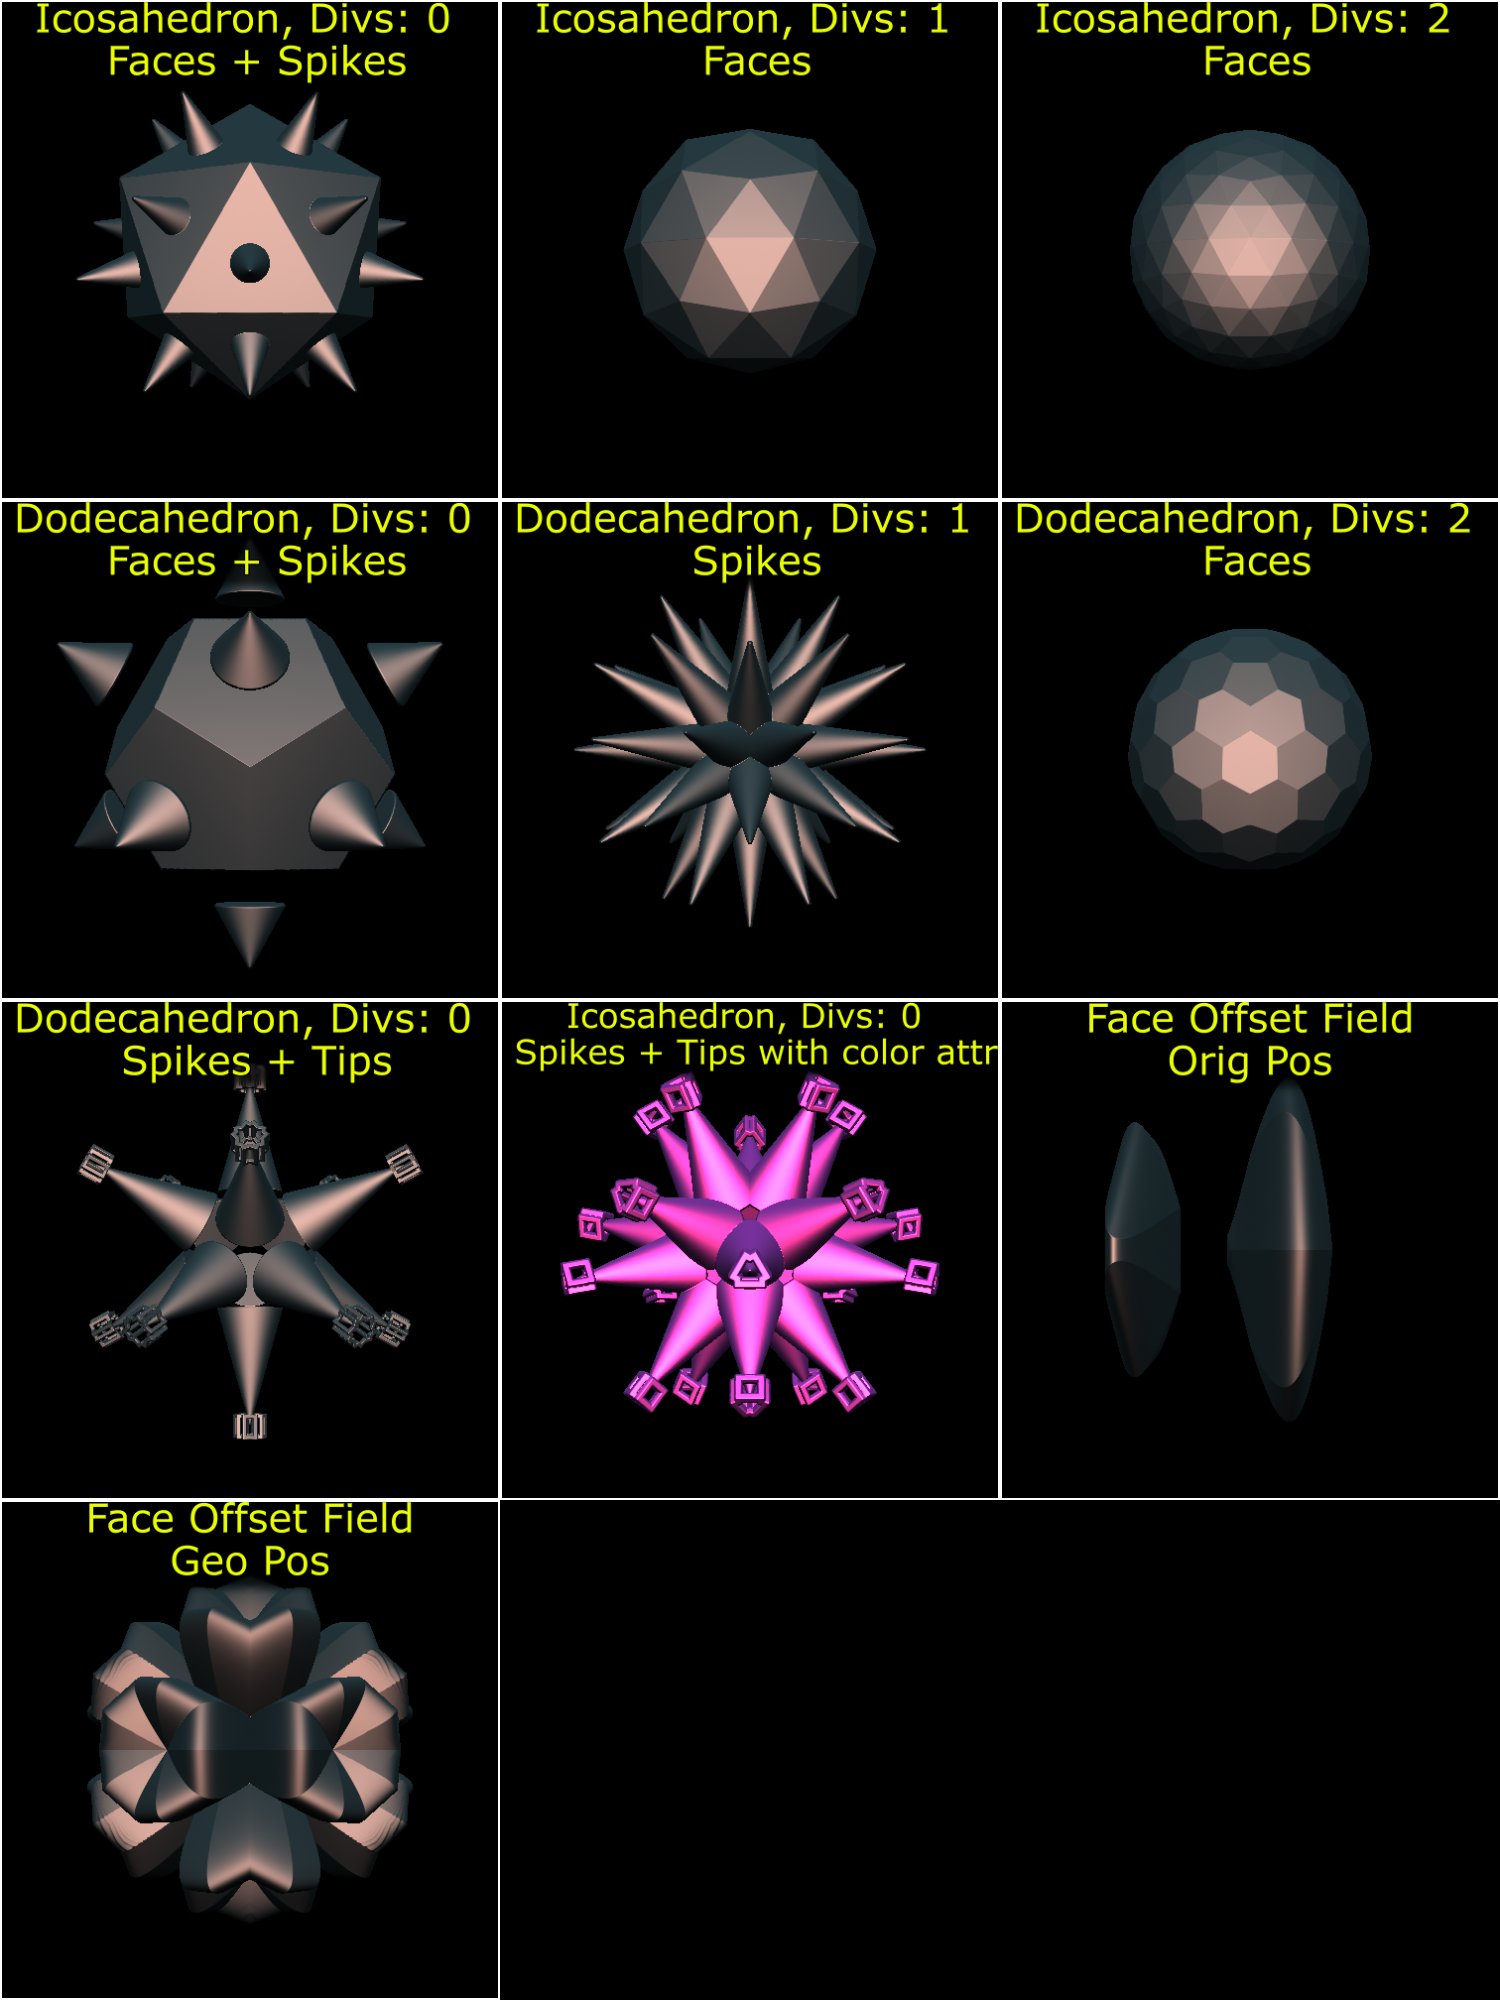 Icosahedron, Divs: 0
Faces + Spikes
Icosahedron, Divs: 1
Faces
Icosahedron, Divs: 2
Faces
Dodecahedron, Divs: 0
Faces + Spikes
Dodecahedron, Divs: 1
Spikes
Dodecahedron, Divs: 2
Faces
Dodecahedron, Divs: 0
Spikes + Tips
Icosahedron, Divs: 0
Spikes + Tips with color attr
Face Offset Field
Orig Pos
Face Offset Field
Geo Pos